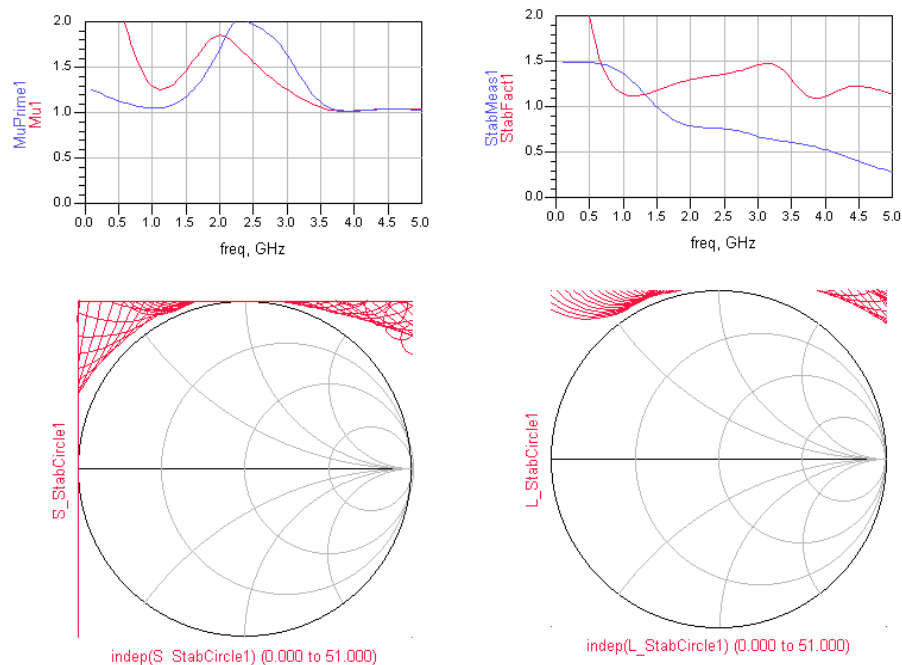 MuPrime1
Mu1
2.0
1.5
1.0
0.5
0.0
0.0 0.5 1.0 1.5 2.0 2.5 3.0 3.5 4.0 4.5 5.0
freq, GHz
StabMeas1
StabFact1
2.0
1.5
1.0
0.5
0.0
0.0 0.5 1.0 1.5 2.0 2.5 3.0 3.5 4.0 4.5 5.0
freq, GHz
S_StabCircle1
indep(S_StabCircle1) (0.000 to 51.000)
L_StabCircle1
indep(L_StabCircle1) (0.000 to 51.000)